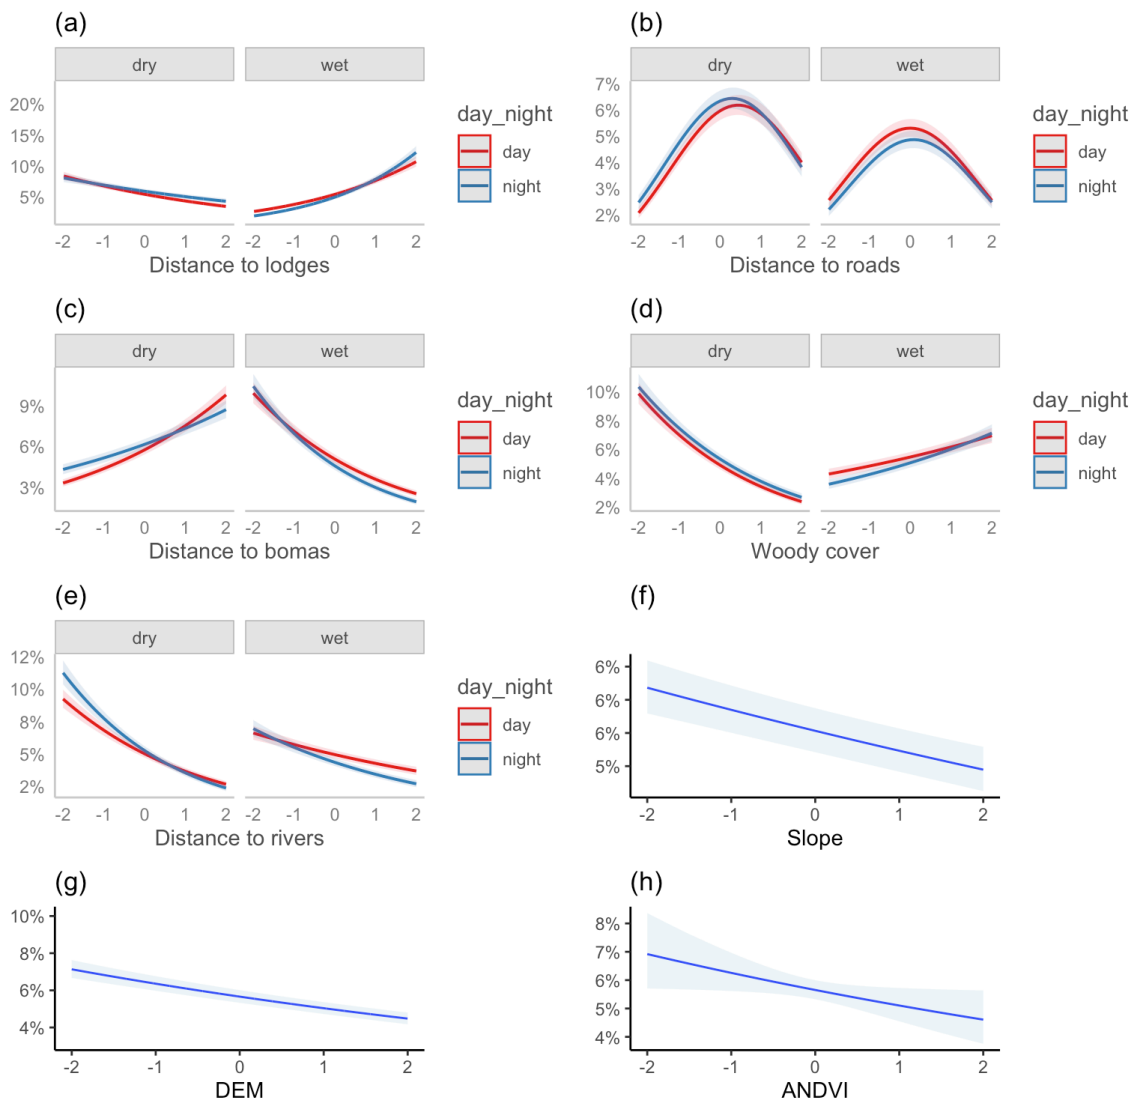 (a)
dry wet
20%
15%
10%
5%
-2 -1 0 1 2 -2 -1 0 1 2
Distance to lodges
day_night
day
night
(b)
dry wet
7%
6%
5%
4%
3%
2%
-2 -1 0 1 2 -2 -1 0 1 2
Distance to roads
day_night
day
night
(c)
dry wet
9%
6%
3%
-2 -1 0 1 2 -2 -1 0 1 2
Distance to bomas
day_night
day
night
(d)
dry wet
10%
8%
6%
4%
2%
-2 -1 0 1 2 -2 -1 0 1 2
Woody cover
day_night
day
night
(e)
dry wet
12%
10%
8%
5%
2%
-2 -1 0 1 2 -2 -1 0 1 2
Distance to rivers
day_night
day
night
(f)
6%
6%
6%
5%
-2 -1 0 1 2
Slope
(g)
10%
8%
6%
4%
-2 -1 0 1 2
DEM
(h)
8%
7%
6%
5%
4%
-2 -1 0 1 2
ANDVI